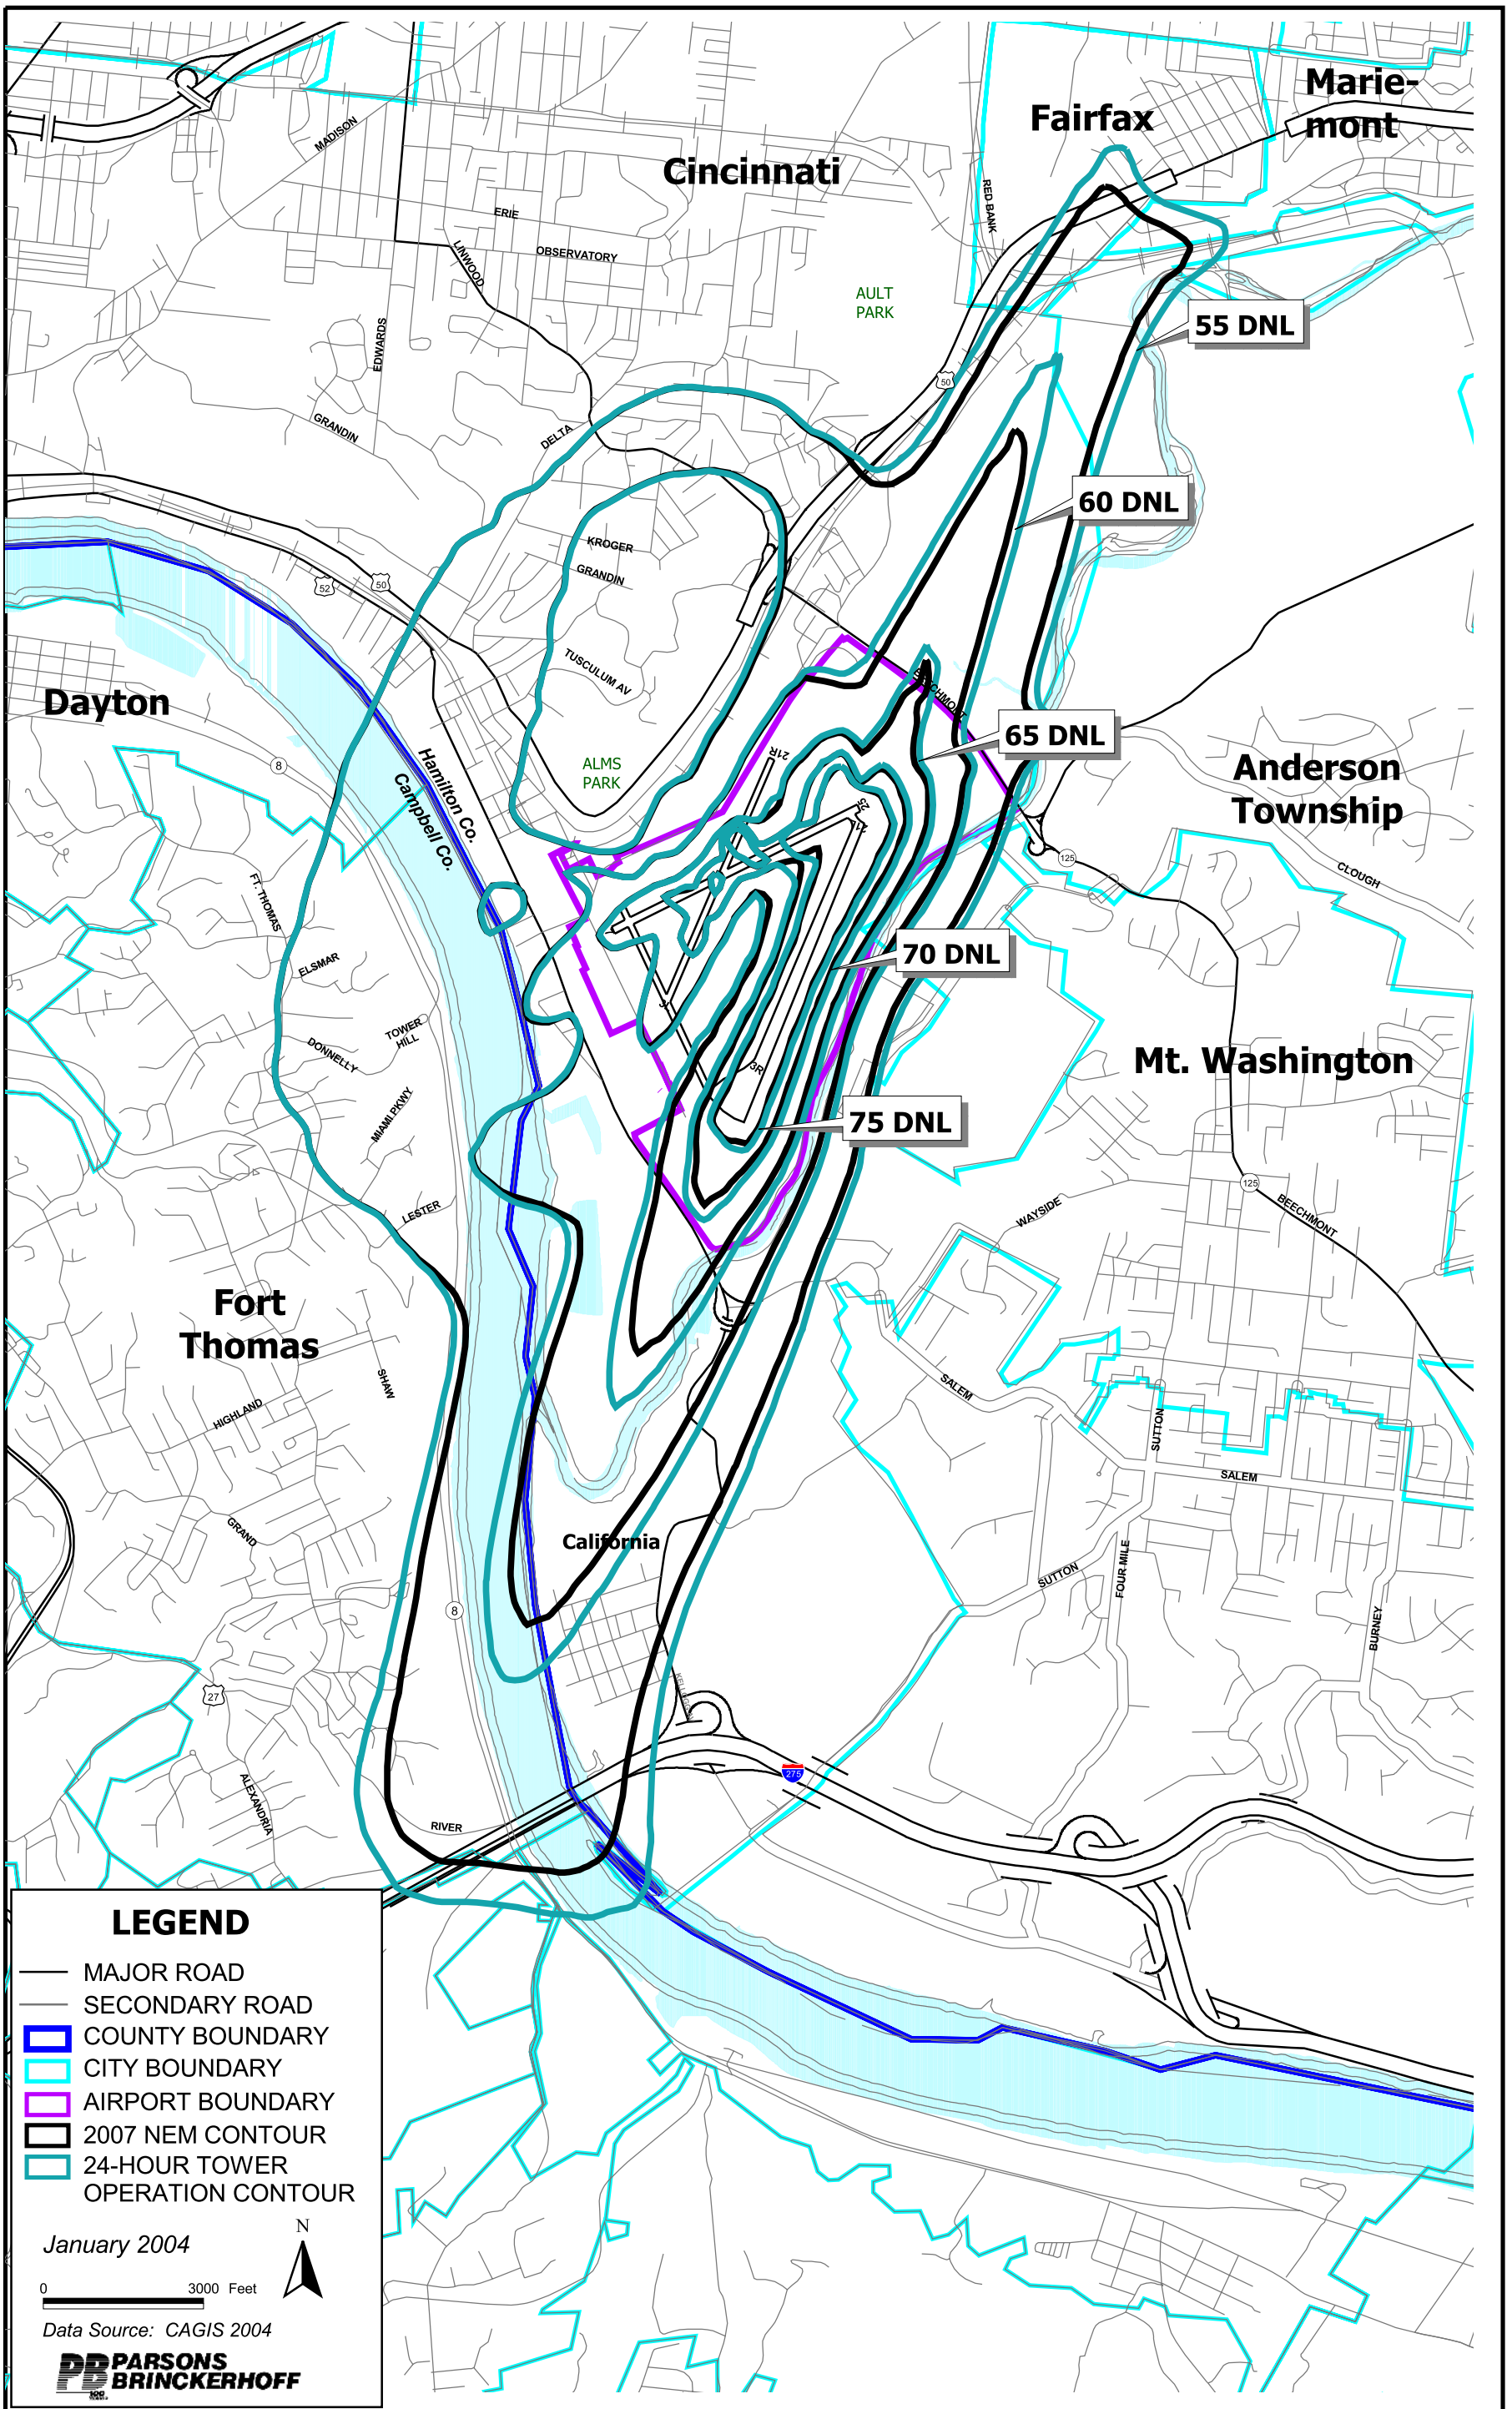 Marie-
mont
Fairfax
Cincinnati
MADISON
RED BANK
ERIE
LINWOOD
OBSERVATORY
AULT
PARK
55 DNL
EDWARDS
50
GRANDIN
DELTA
60 DNL
KROGER
GRANDIN
52
50
TUSCULUM AV
BEECHMONT
Dayton
65 DNL
8
Hamilton Co.
Campbell Co.
ALMS
PARK
21R
Anderson
Township
25
21L
125
CLOUGH
FT. THOMAS
70 DNL
ELSMAR
TOWER
HILL
DONNELLY
3R
Mt. Washington
MIAMI PKWY
75 DNL
LESTER
WAYSIDE
125
BEECHMONT
Fort
Thomas
SHAW
SALEM
HIGHLAND
SUTTON
SALEM
GRAND
California
SUTTON
FOUR MILE
8
BURNEY
27
KELLOGG
275
ALEXANDRIA
RIVER
LEGEND
MAJOR ROAD
SECONDARY ROAD
COUNTY BOUNDARY
CITY BOUNDARY
AIRPORT BOUNDARY
2007 NEM CONTOUR
24-HOUR TOWER
OPERATION CONTOUR
N
January 2004
0 3000 Feet
Data Source: CAGIS 2004
PB PARSONS
BRINCKERHOFF